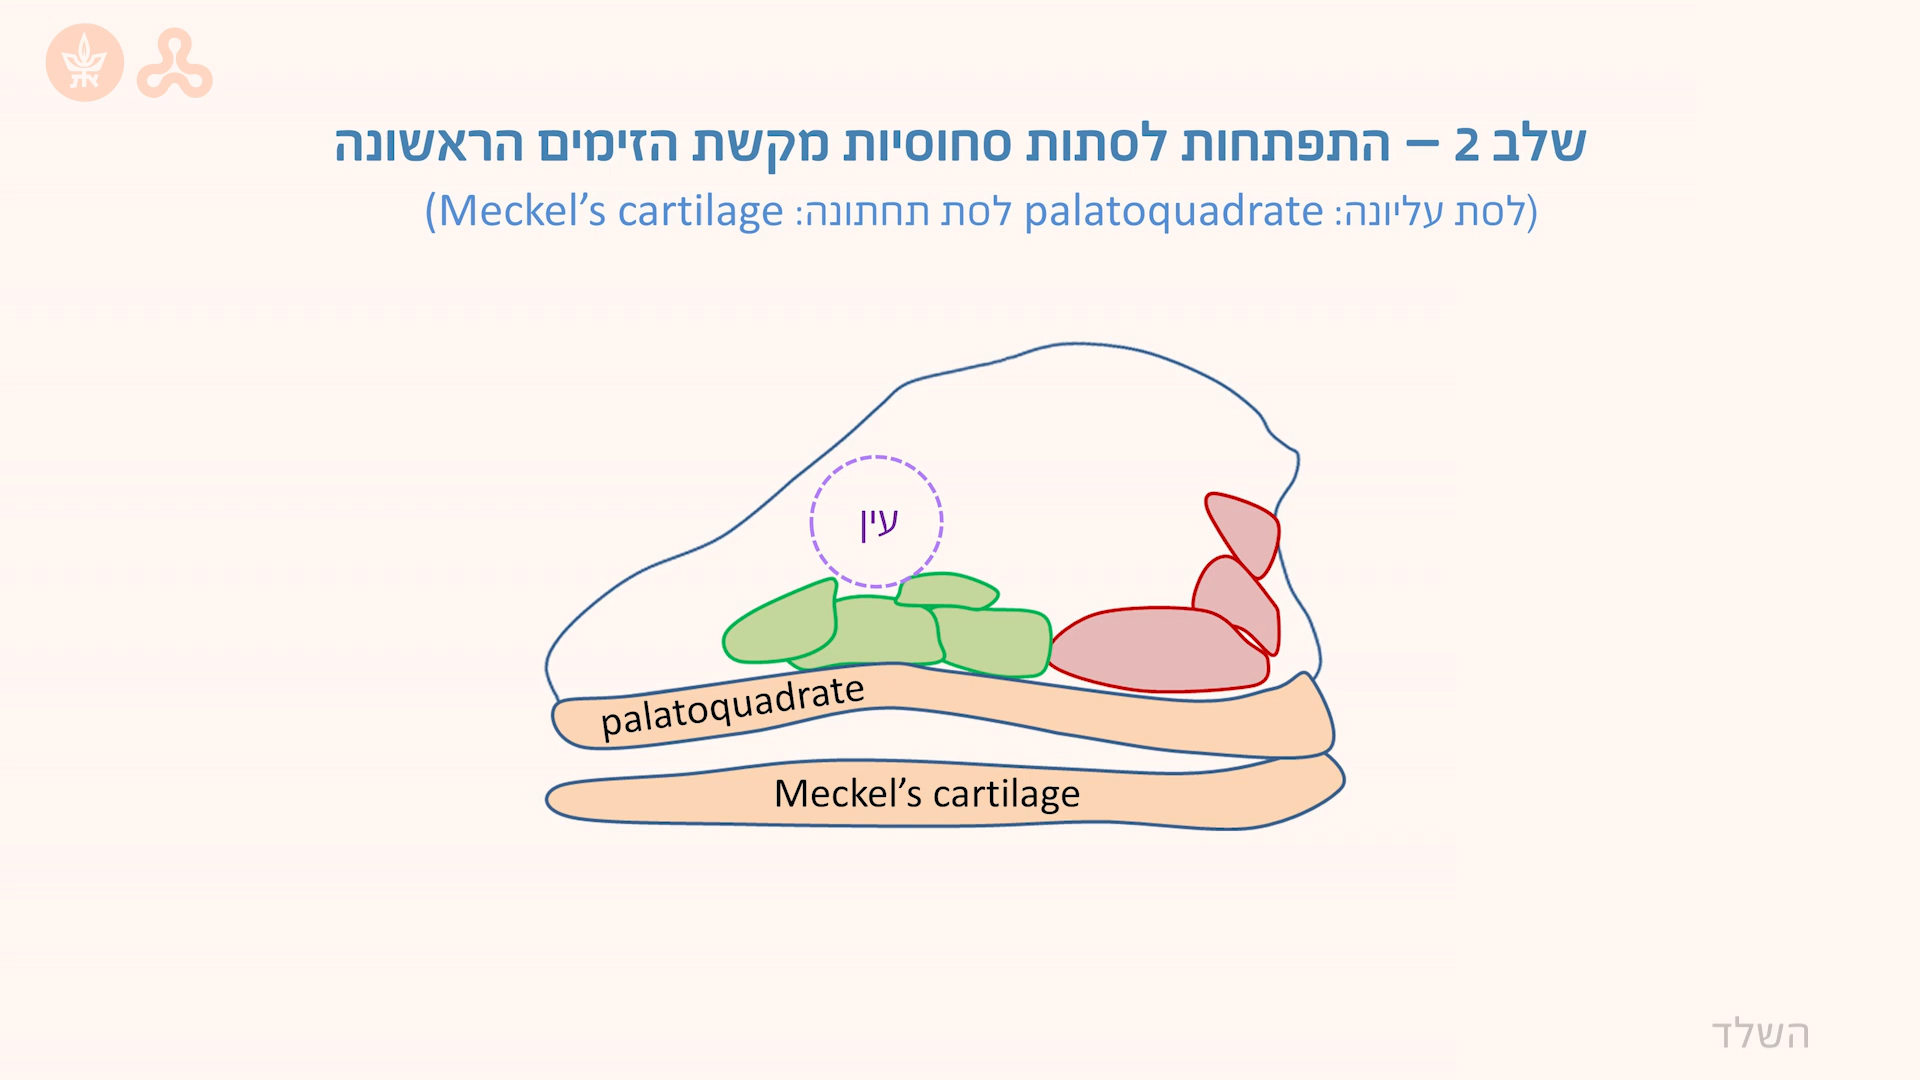 שלב 2 – התפתחות לסתות סחוסיות מקשת הזימים הראשונה
(לסת עליונה: palatoquadrate לסת תחתונה: Meckel’s cartilage)
עין
palatoquadrate
Meckel’s cartilage
השלד